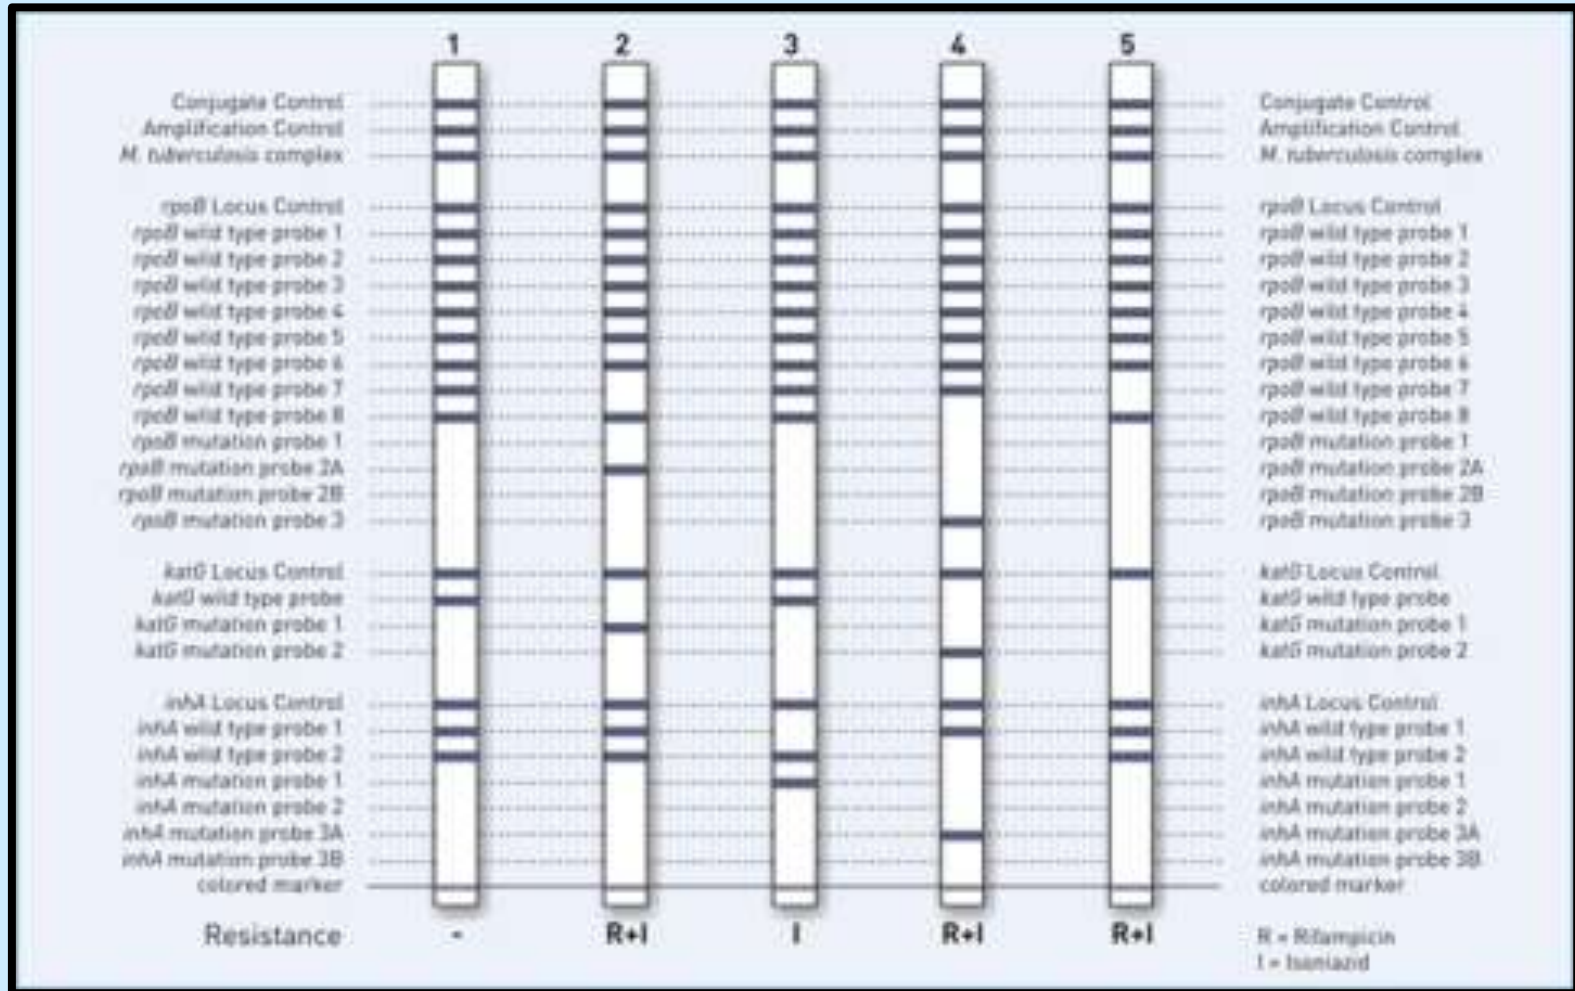 1 2 3 4 5
Conjugate Control Conjugate Control
Amplification Control Amplification Control
M. tuberculosis complex M. tuberculosis complex
rpoB Locus Control rpoB Locus Control
rpoB wild type probe 1 rpoB wild type probe 1
rpoB wild type probe 2 rpoB wild type probe 2
rpoB wild type probe 3 rpoB wild type probe 3
rpoB wild type probe 4 rpoB wild type probe 4
rpoB wild type probe 5 rpoB wild type probe 5
rpoB wild type probe 6 rpoB wild type probe 6
rpoB wild type probe 7 rpoB wild type probe 7
rpoB wild type probe 8 rpoB wild type probe 8
rpoB mutation probe 1 rpoB mutation probe 1
rpoB mutation probe 2A rpoB mutation probe 2A
rpoB mutation probe 2B rpoB mutation probe 2B
rpoB mutation probe 3 rpoB mutation probe 3
katG Locus Control katG Locus Control
katG wild type probe katG wild type probe
katG mutation probe 1 katG mutation probe 1
katG mutation probe 2 katG mutation probe 2
inhA Locus Control inhA Locus Control
inhA wild type probe 1 inhA wild type probe 1
inhA wild type probe 2 inhA wild type probe 2
inhA mutation probe 1 inhA mutation probe 1
inhA mutation probe 2 inhA mutation probe 2
inhA mutation probe 3A inhA mutation probe 3A
inhA mutation probe 3B inhA mutation probe 3B
colored marker colored marker
Resistance - R+I I R+I R+I R = Rifampicin
I = Isoniazid